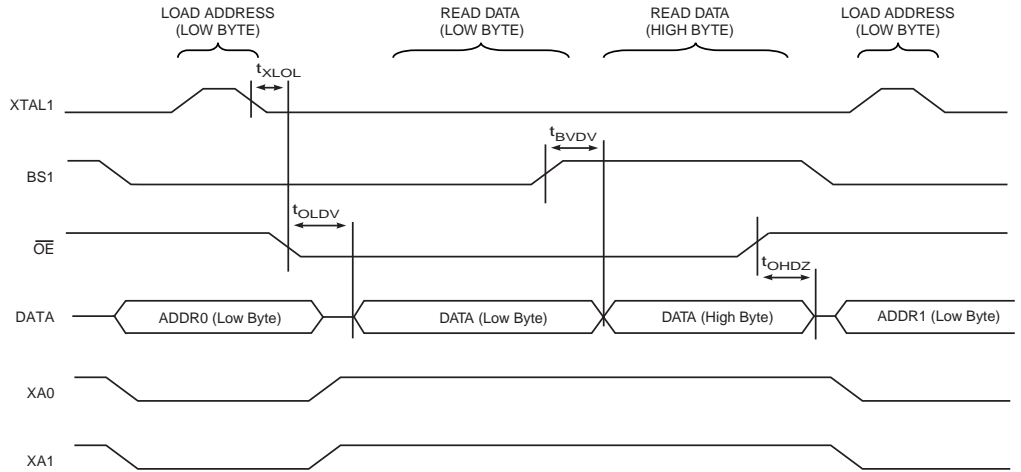 LOAD ADDRESS
(LOW BYTE)
READ DATA
(LOW BYTE)
READ DATA
(HIGH BYTE)
LOAD ADDRESS
(LOW BYTE)
tXLOL
XTAL1
tBVDV
BS1
tOLDV
OE
tOHDZ
DATA
ADDR0 (Low Byte)
DATA (Low Byte)
DATA (High Byte)
ADDR1 (Low Byte)
XA0
XA1